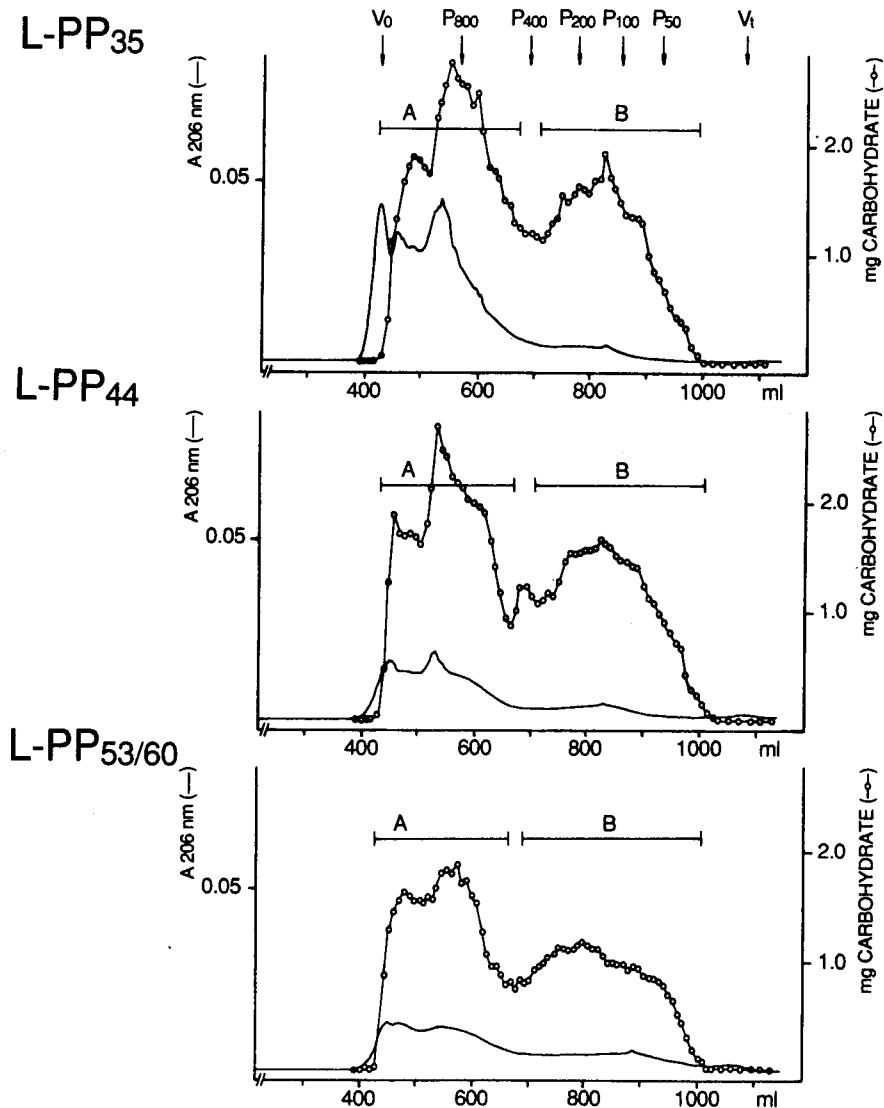 L-PP35
V0 P800 P400 P200 P100 P50 Vt
A 206 nm (—)
0.05
A B
2.0
1.0
mg CARBOHYDRATE (-o-)
400 600 800 1000 ml
L-PP44
A 206 nm (—)
0.05
A B
2.0
1.0
mg CARBOHYDRATE (-o-)
400 600 800 1000 ml
L-PP53/60
A 206 nm (—)
0.05
A B
2.0
1.0
mg CARBOHYDRATE (-o-)
400 600 800 1000 ml